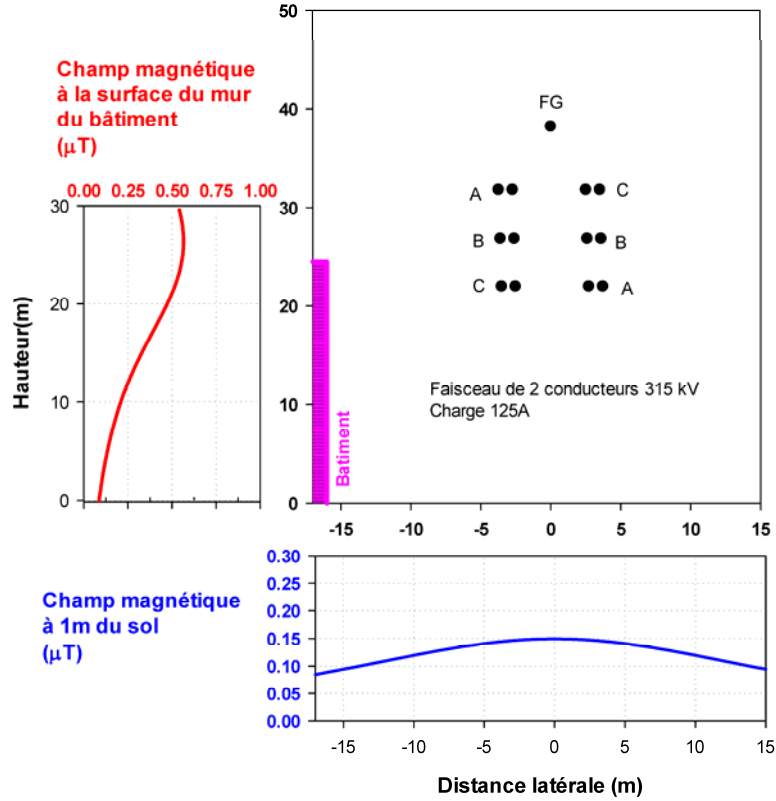 Champ magnétique
à la surface du mur
du bâtiment
(µT)
0.00 0.25 0.50 0.75 1.00
30
20
10
0
Hauteur(m)
50
40
30
20
10
0
FG
A
C
B
B
C
A
Faisceau de 2 conducteurs 315 kV
Charge 125A
Batiment
-15 -10 -5 0 5 10 15
Champ magnétique
à 1m du sol
(µT)
0.30
0.25
0.20
0.15
0.10
0.05
0.00
-15 -10 -5 0 5 10 15
Distance latérale (m)